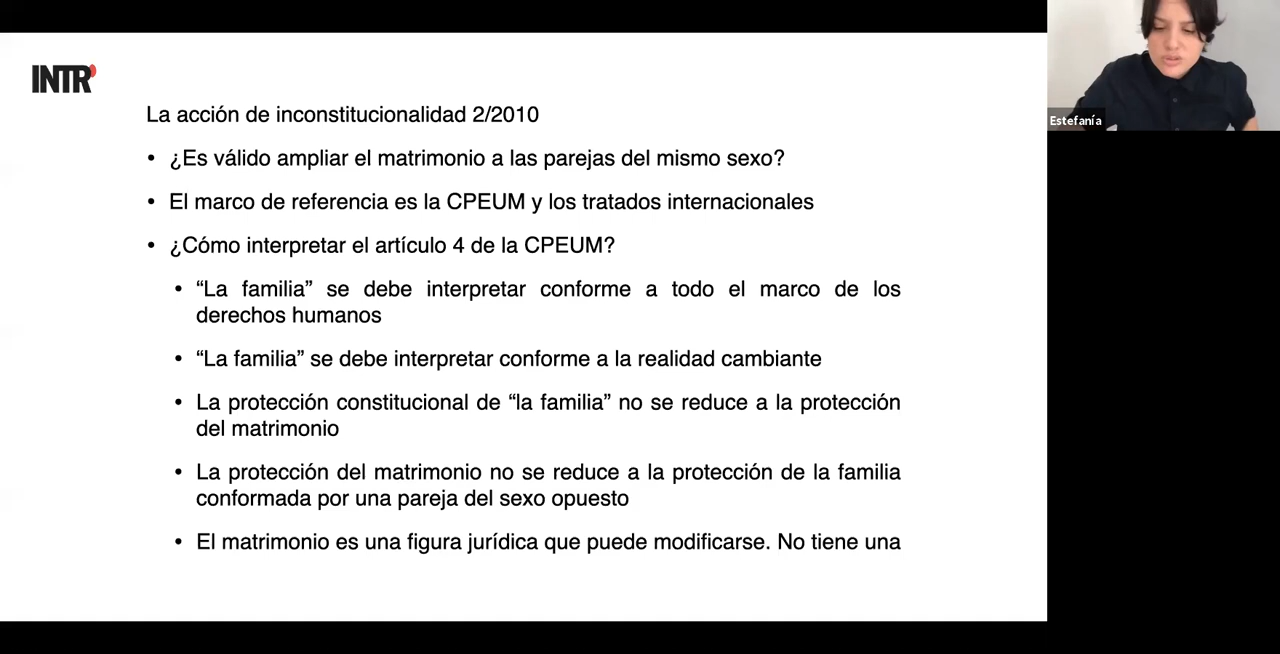 INTR
La acción de inconstitucionalidad 2/2010
• ¿Es válido ampliar el matrimonio a las parejas del mismo sexo?
• El marco de referencia es la CPEUM y los tratados internacionales
• ¿Cómo interpretar el artículo 4 de la CPEUM?
• “La familia” se debe interpretar conforme a todo el marco de los
derechos humanos
• “La familia” se debe interpretar conforme a la realidad cambiante
• La protección constitucional de “la familia” no se reduce a la protección
del matrimonio
• La protección del matrimonio no se reduce a la protección de la familia
conformada por una pareja del sexo opuesto
• El matrimonio es una figura jurídica que puede modificarse. No tiene una
Estefanía